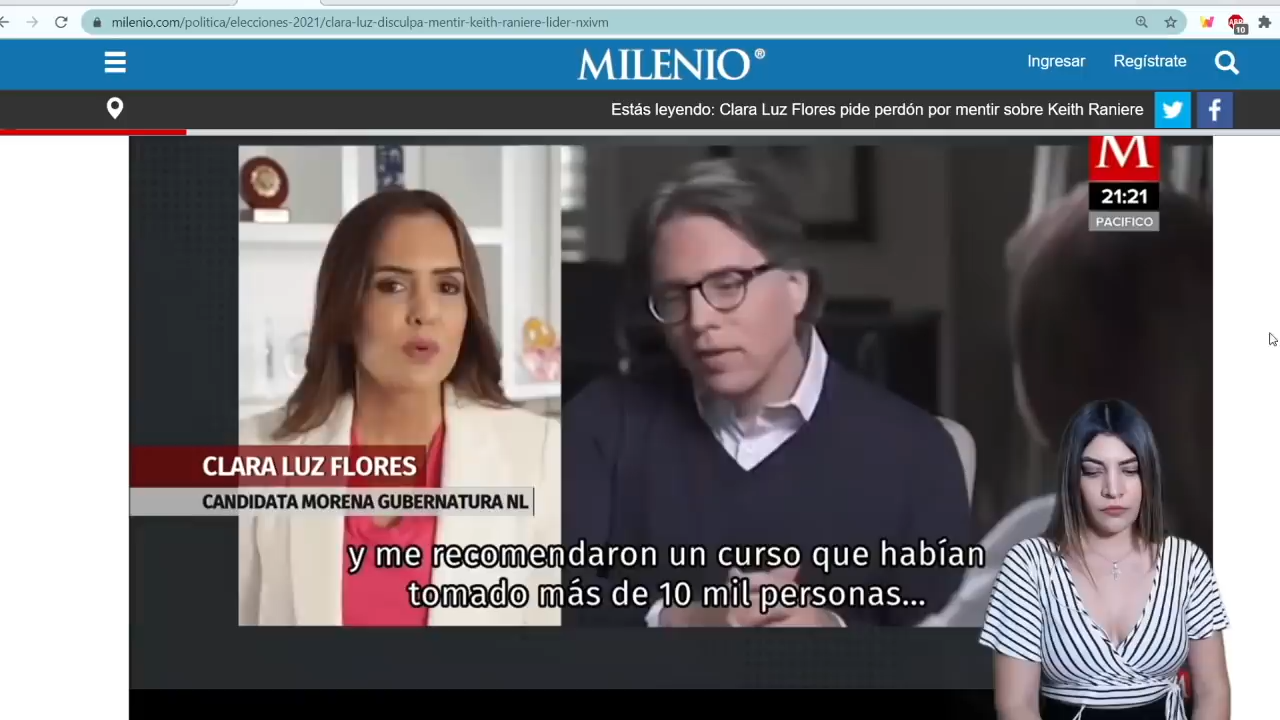 milenio.com/politica/elecciones-2021/clara-luz-disculpa-mentir-keith-raniere-lider-nxivm
ABP
10
MILENIO®
Ingresar
Regístrate
Estás leyendo: Clara Luz Flores pide perdón por mentir sobre Keith Raniere
M
21:21
PACIFICO
CLARA LUZ FLORES
CANDIDATA MORENA GUBERNATURA NL
y me recomendaron un curso que habían
tomado más de 10 mil personas...